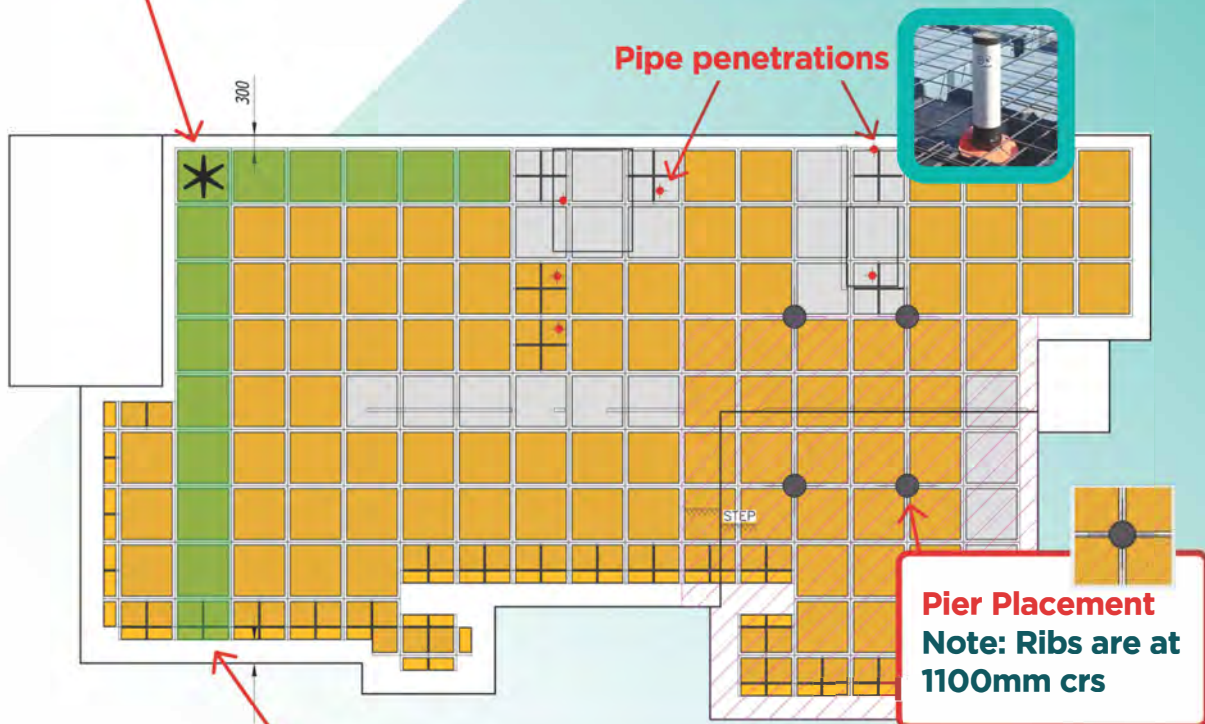 300
Pipe penetrations
STEP
Pier Placement
Note: Ribs are at
1100mm crs